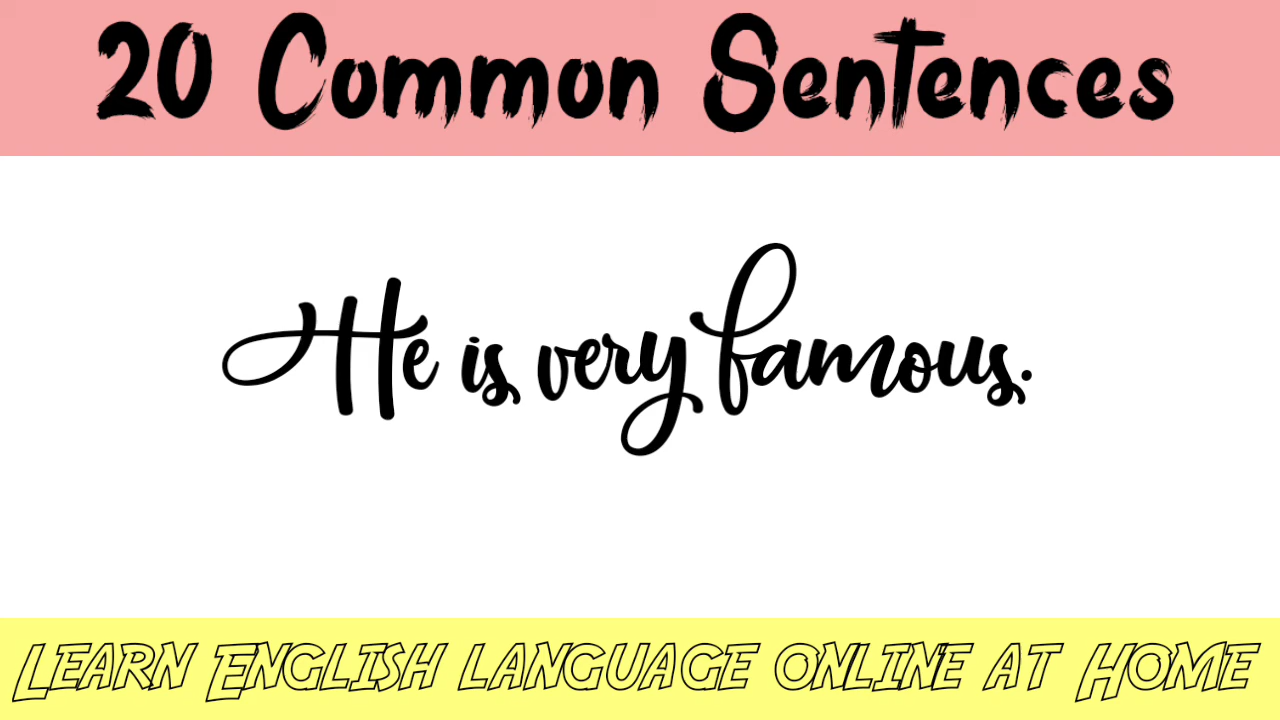 20 Common Sentences
He is very famous.
Learn English language online at Home